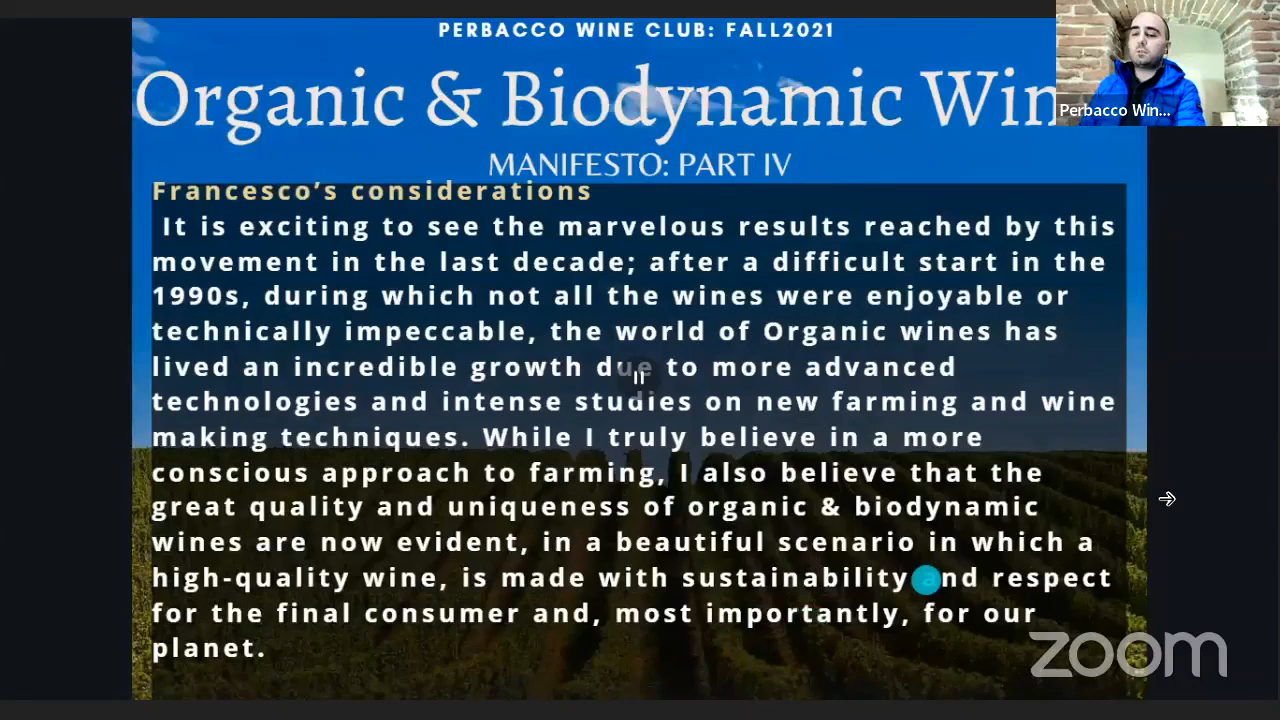 PERBACCO WINE CLUB: FALL2021
Organic & Biodynamic Win
MANIFESTO: PART IV
Perbacco Win...
Francesco's considerations
It is exciting to see the marvelous results reached by this
movement in the last decade; after a difficult start in the
1990s, during which not all the wines were enjoyable or
technically impeccable, the world of Organic wines has
lived an incredible growth due to more advanced
technologies and intense studies on new farming and wine
making techniques. While I truly believe in a more
conscious approach to farming, I also believe that the
great quality and uniqueness of organic & biodynamic
wines are now evident, in a beautiful scenario in which a
high-quality wine, is made with sustainability and respect
for the final consumer and, most importantly, for our
planet.
zoom